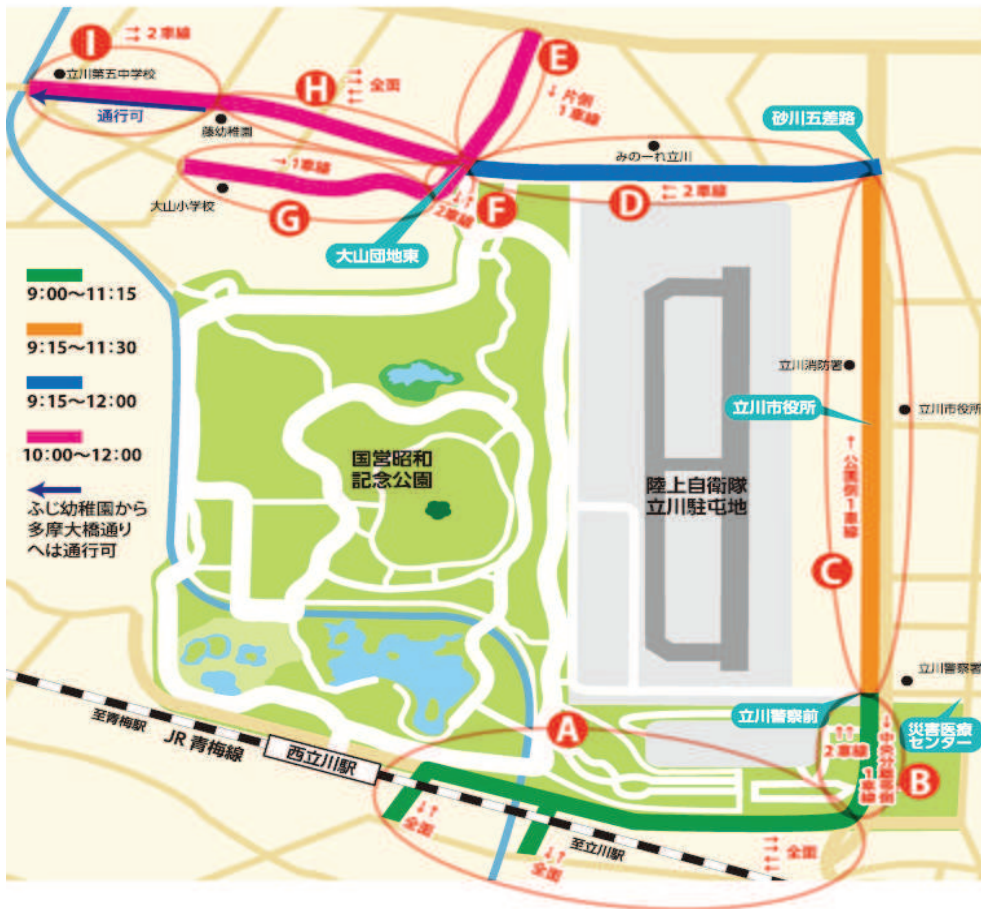 I
→→ 2車線
立川第五中学校
通行可
藤幼稚園
H
全面
E
↓片側
1車線
砂川五差路
みのーれ立川
→1車線
大山小学校
G
↓↑
2車線
F
D
←← 2車線
大山団地東
9:00〜11:15
9:15〜11:30
9:15〜12:00
10:00〜12:00
ふじ幼稚園から
多摩大橋通り
へは通行可
国営昭和
記念公園
陸上自衛隊
立川駐屯地
立川消防署
立川市役所
立川市役所
↑公園側1車線
C
立川警察署
立川警察前
災害医療
センター
A
↑↑
2車線
↓中央分離帯側
1車線
B
至青梅駅
JR 青梅線
西立川駅
至立川駅
↓↑
全面
↓↑
全面
全面